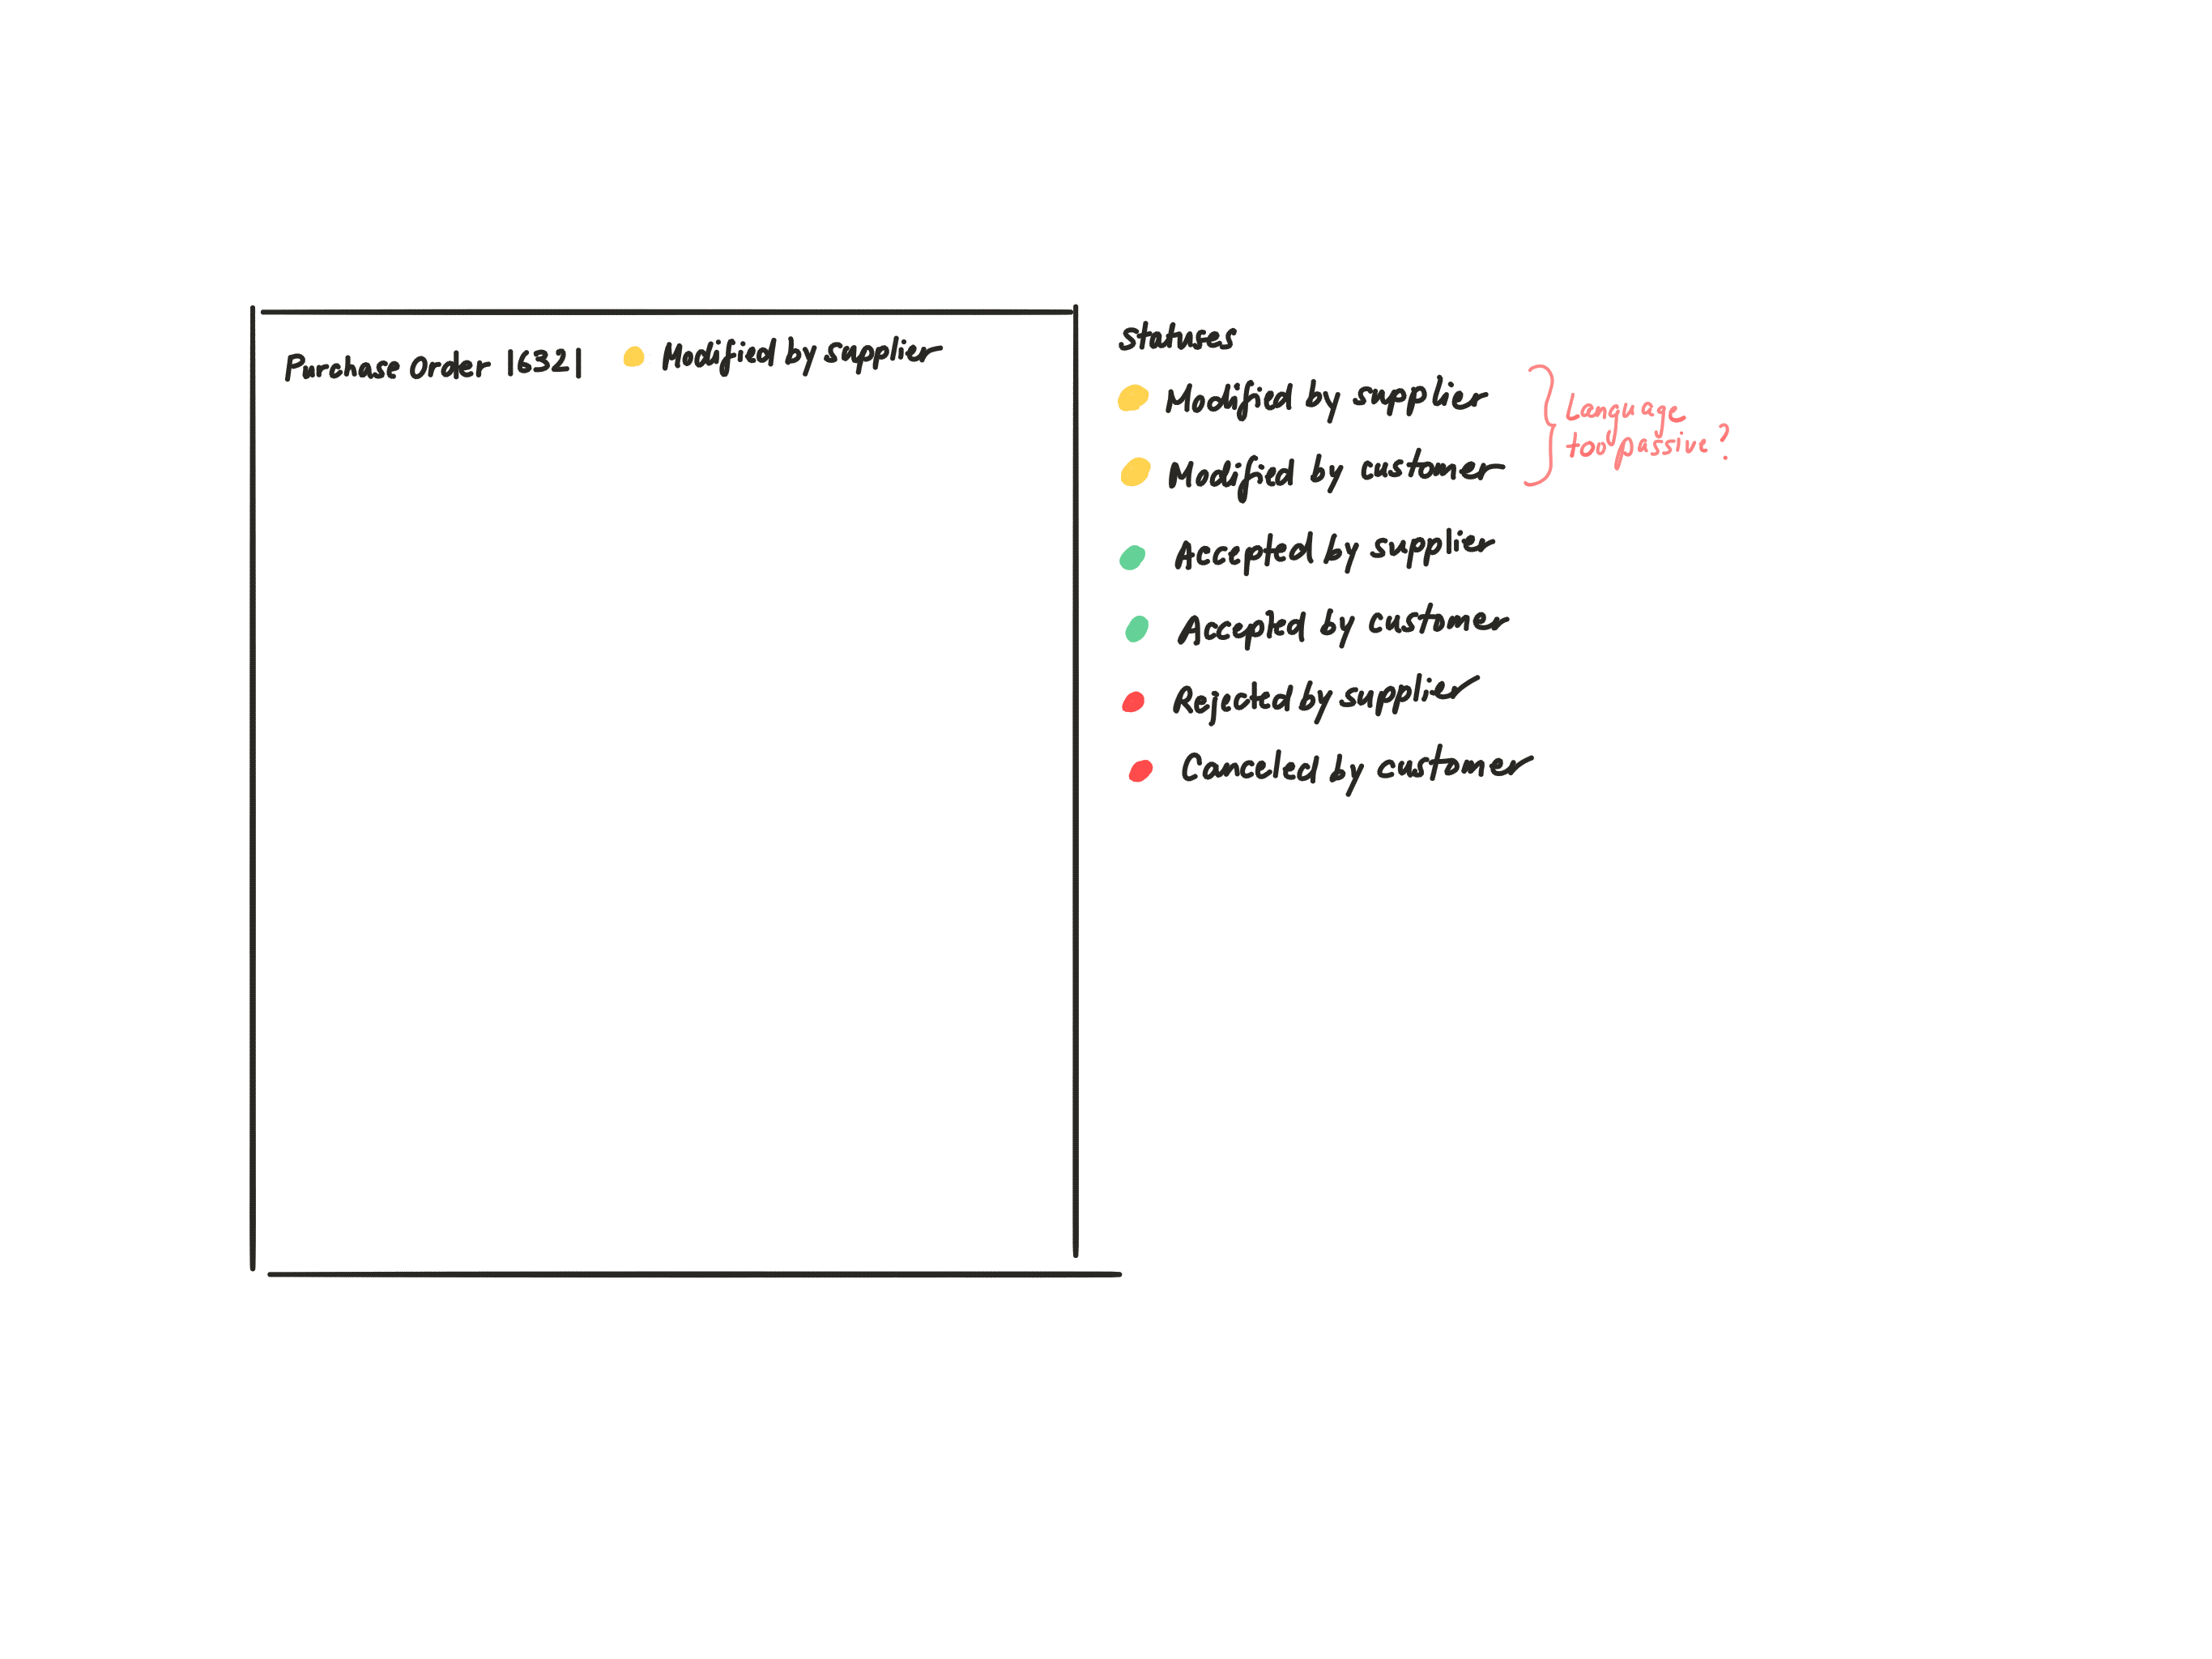 Purchase Order 16321 Modified by supplier
Statuses
Modified by supplier
Modified by customer
Language
too passive?
Accepted by supplier
Accepted by customer
Rejected by supplier
Canceled by customer